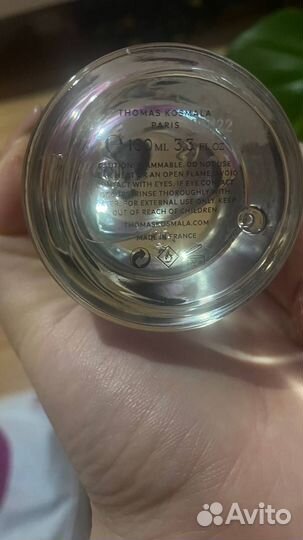 THOMAS KOSMALA
PARIS
100 ML 3.3 FL.OZ
FLAMMABLE. DO NOT USE
AN OPEN FLAME. AVOID
WITH EYES, IF EYE CONTACT
RINSE THOROUGHLY WITH
FOR EXTERNAL USE ONLY KEEP
OUT OF REACH OF CHILDREN
THOMASKOSMALA.COM
MADE IN FRANCE
Avito